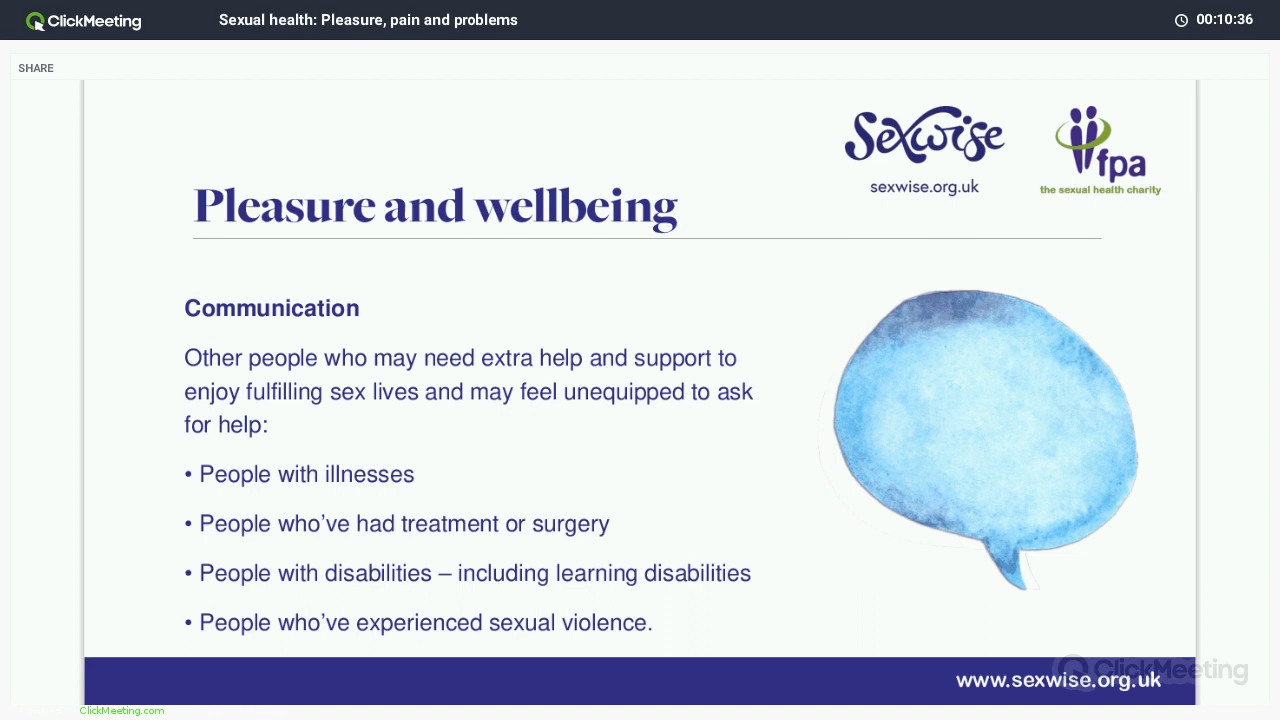 ClickMeeting
Sexual health: Pleasure, pain and problems
00:10:36
SHARE
Sexwise
sexwise.org.uk
fpa
the sexual health charity
Pleasure and wellbeing
Communication
Other people who may need extra help and support to
enjoy fulfilling sex lives and may feel unequipped to ask
for help:
• People with illnesses
• People who’ve had treatment or surgery
• People with disabilities – including learning disabilities
• People who’ve experienced sexual violence.
ClickMeeting
www.sexwise.org.uk
ClickMeeting.com